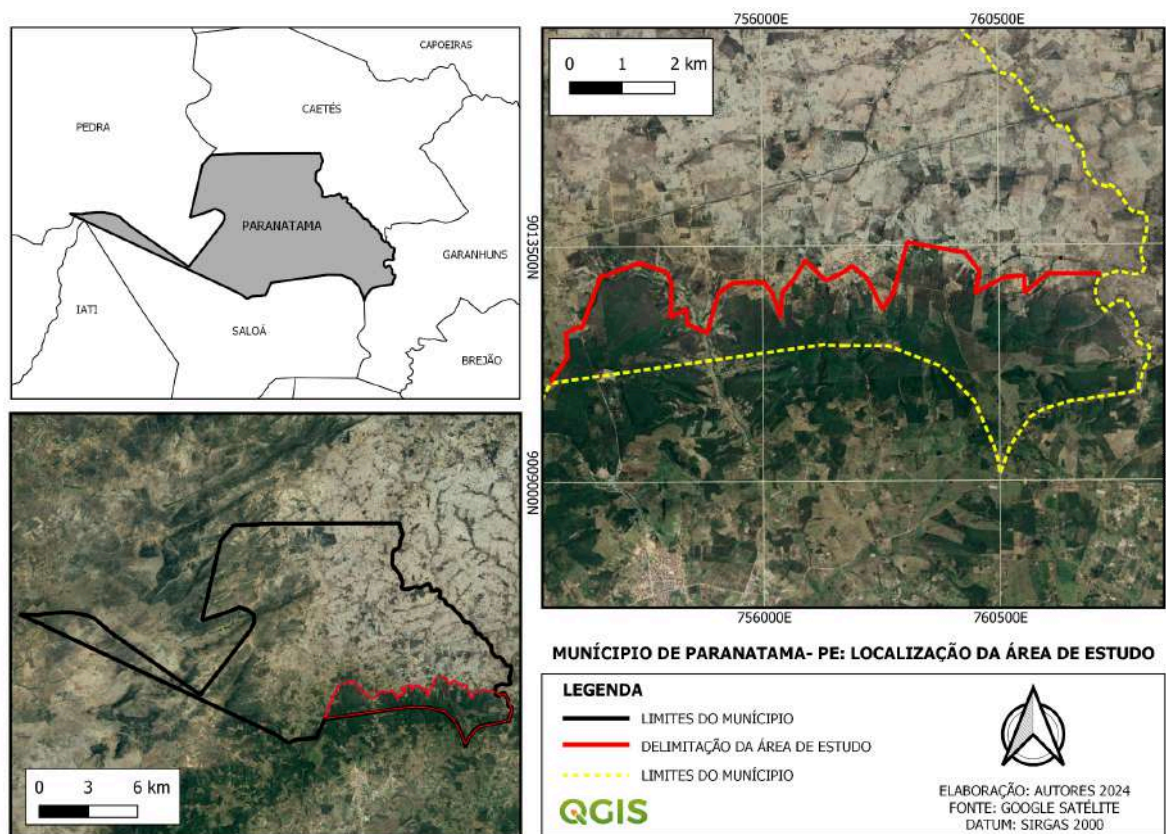 CAPOEIRAS
CAETÉS
PEDRA
PARANATAMA
GARANHUNS
IATI
SALOÁ
BREJÃO
756000E
760500E
0 1 2 km
9013500N
9009000N
756000E
760500E
0 3 6 km
MUNÍCIPIO DE PARANATAMA- PE: LOCALIZAÇÃO DA ÁREA DE ESTUDO
LEGENDA
LIMITES DO MUNÍCIPIO
DELIMITAÇÃO DA ÁREA DE ESTUDO
LIMITES DO MUNÍCIPIO
QGIS
ELABORAÇÃO: AUTORES 2024
FONTE: GOOGLE SATÉLITE
DATUM: SIRGAS 2000